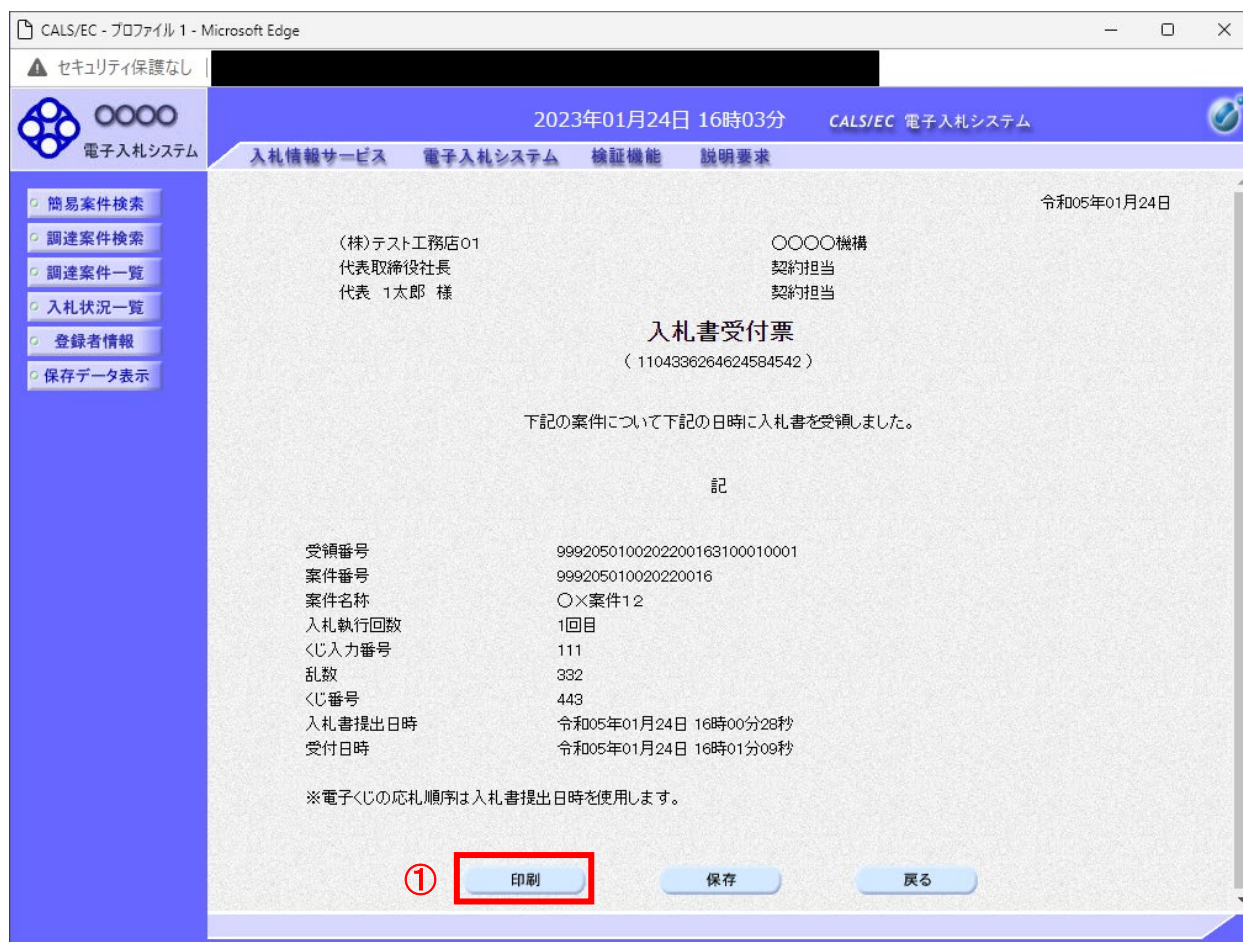 CALS/EC - プロファイル 1 - Microsoft Edge
セキュリティ保護なし
〇〇〇〇
電子入札システム
2023年01月24日 16時03分 CALS/EC 電子入札システム
入札情報サービス 電子入札システム 検証機能 説明要求
簡易案件検索
調達案件検索
調達案件一覧
入札状況一覧
登録者情報
保存データ表示
令和05年01月24日
(株)テスト工務店01 〇〇〇〇機構
代表取締役社長 契約担当
代表 1太郎 様 契約担当
入札書受付票
( 1104336264624584542 )
下記の案件について下記の日時に入札書を受領しました。
記
受領番号 99920501002022001631000​10001
案件番号 999205010020220016
案件名称 〇×案件12
入札執行回数 1回目
くじ入力番号 111
乱数 332
くじ番号 443
入札書提出日時 令和05年01月24日 16時00分28秒
受付日時 令和05年01月24日 16時01分09秒
※電子くじの応札順序は入札書提出日時を使用します。
① 印刷 保存 戻る